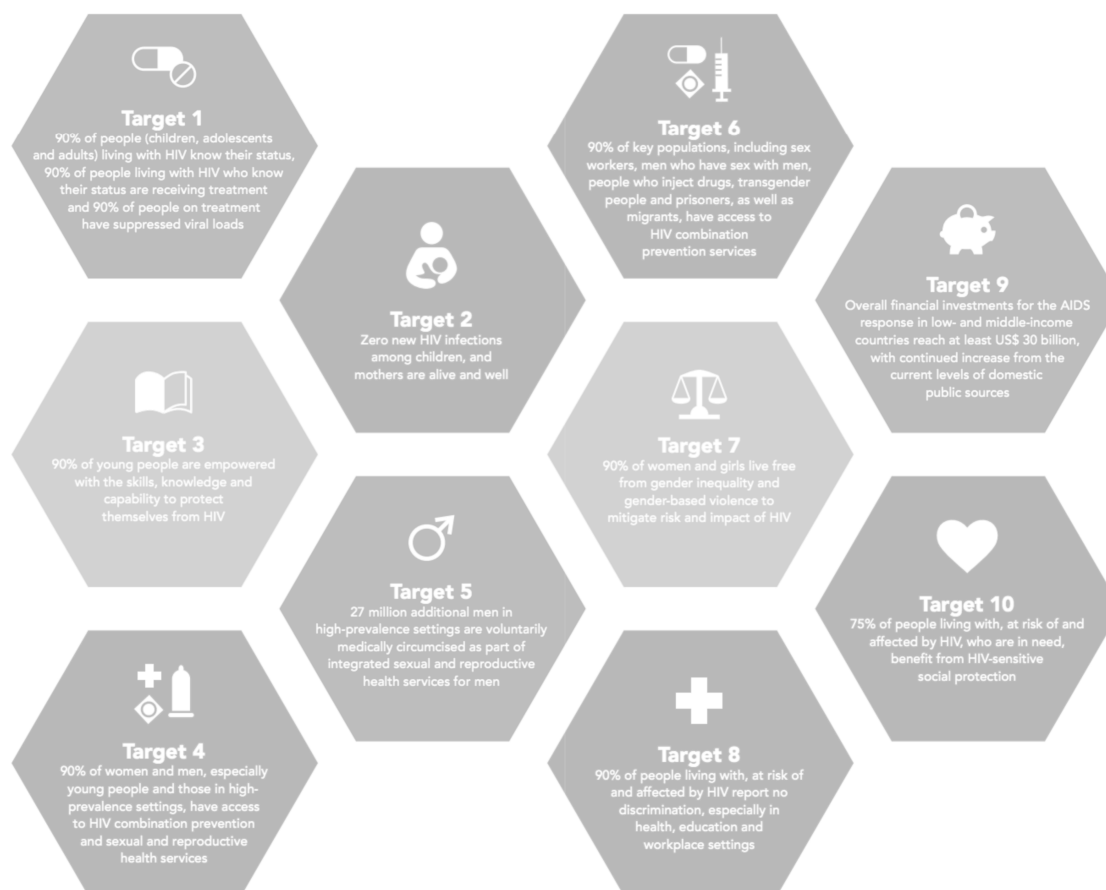 Target 1
90% of people (children, adolescents
and adults) living with HIV know their status,
90% of people living with HIV who know
their status are receiving treatment
and 90% of people on treatment
have suppressed viral loads
Target 2
Zero new HIV infections
among children, and
mothers are alive and well
Target 3
90% of young people are empowered
with the skills, knowledge and
capability to protect
themselves from HIV
Target 4
90% of women and men, especially
young people and those in high-
prevalence settings, have access
to HIV combination prevention
and sexual and reproductive
health services
Target 5
27 million additional men in
high-prevalence settings are voluntarily
medically circumcised as part of
integrated sexual and reproductive
health services for men
Target 6
90% of key populations, including sex
workers, men who have sex with men,
people who inject drugs, transgender
people and prisoners, as well as
migrants, have access to
HIV combination
prevention services
Target 7
90% of women and girls live free
from gender inequality and
gender-based violence to
mitigate risk and impact of HIV
Target 8
90% of people living with, at risk of
and affected by HIV report no
discrimination, especially in
health, education and
workplace settings
Target 9
Overall financial investments for the AIDS
response in low- and middle-income
countries reach at least US$ 30 billion,
with continued increase from the
current levels of domestic
public sources
Target 10
75% of people living with, at risk of and
affected by HIV, who are in need,
benefit from HIV-sensitive
social protection